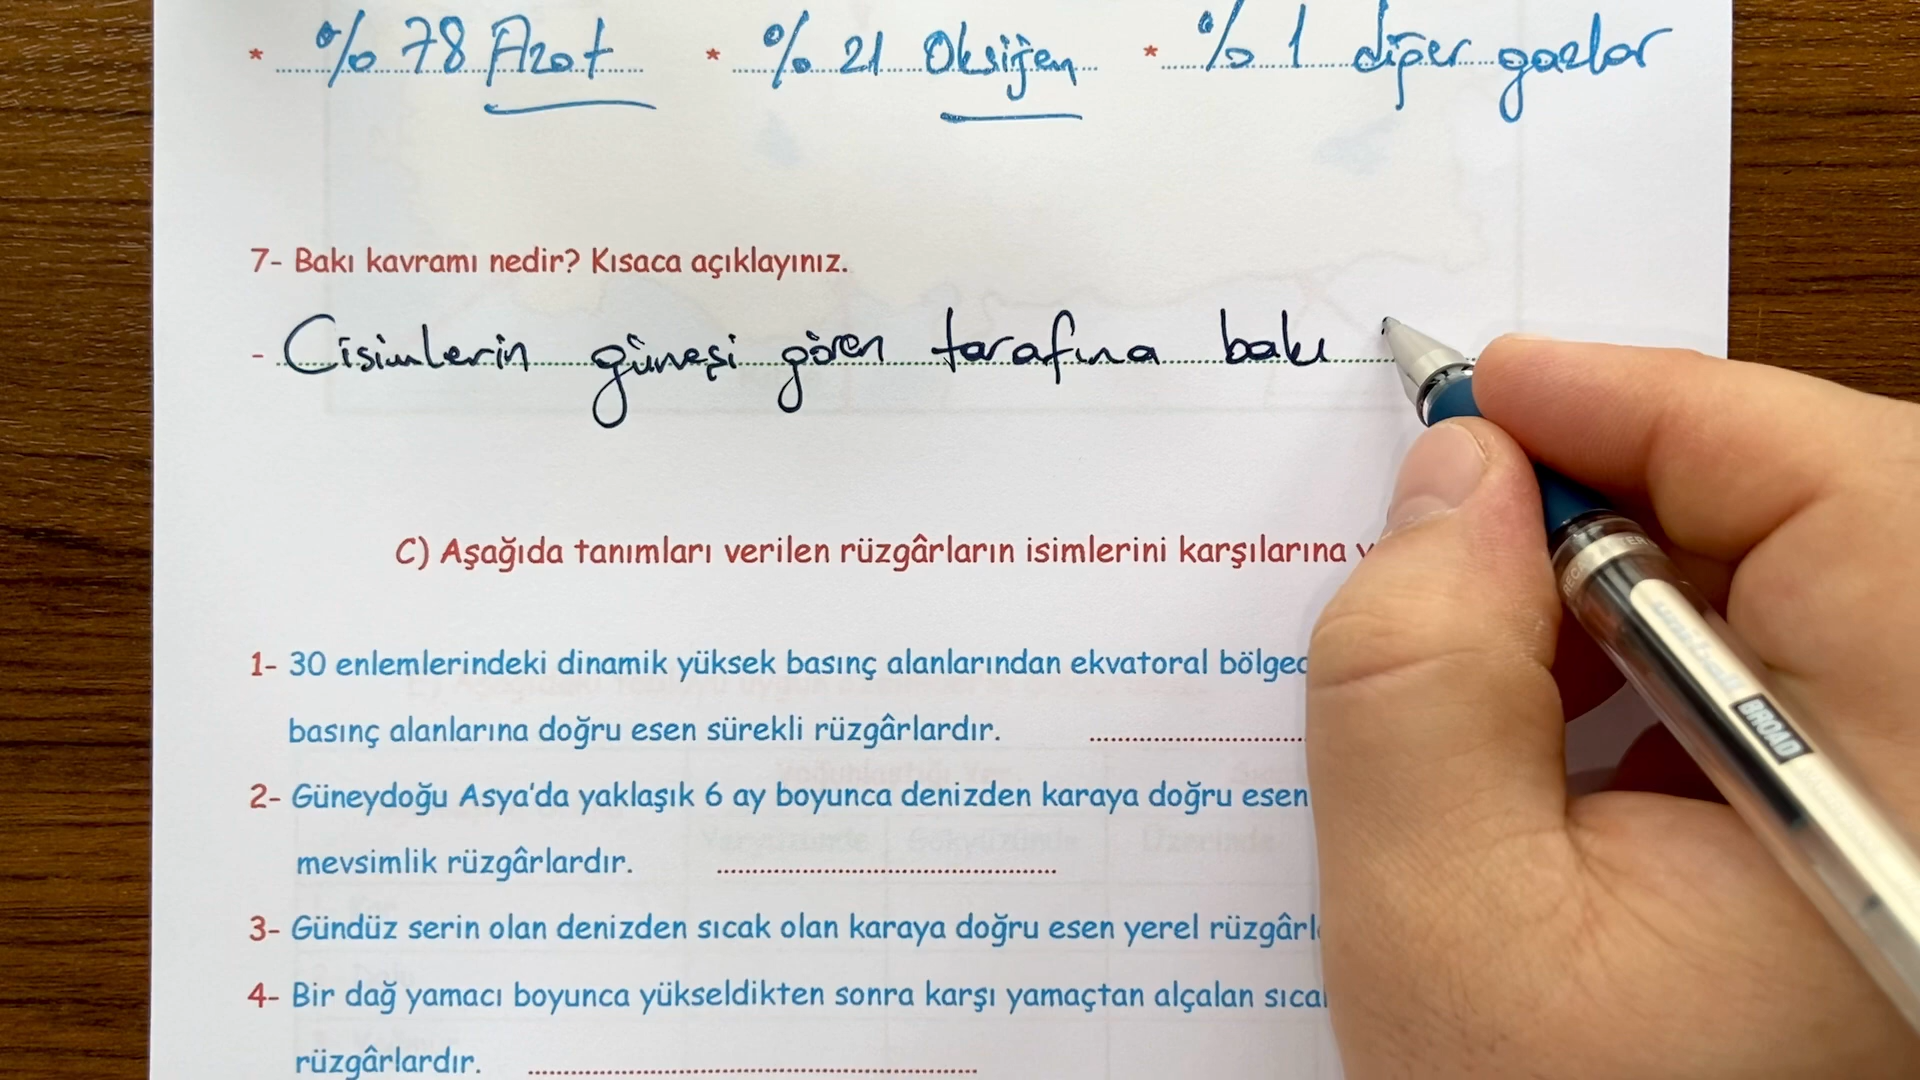 * % 78 Azot * % 21 Oksijen * % 1 diğer gazlar
7- Bakı kavramı nedir? Kısaca açıklayınız.
- Cisimlerin güneşi gören tarafına bakı
C) Aşağıda tanımları verilen rüzgârların isimlerini karşılarına
1- 30 enlemlerindeki dinamik yüksek basınç alanlarından ekvatoral
basınç alanlarına doğru esen sürekli rüzgârlardır.
2- Güneydoğu Asya'da yaklaşık 6 ay boyunca denizden karaya doğru esen
mevsimlik rüzgârlardır.
3- Gündüz serin olan denizden sıcak olan karaya doğru esen yerel
4- Bir dağ yamacı boyunca yükseldikten sonra karşı yamaçtan alçalan
rüzgârlardır.
BROAD